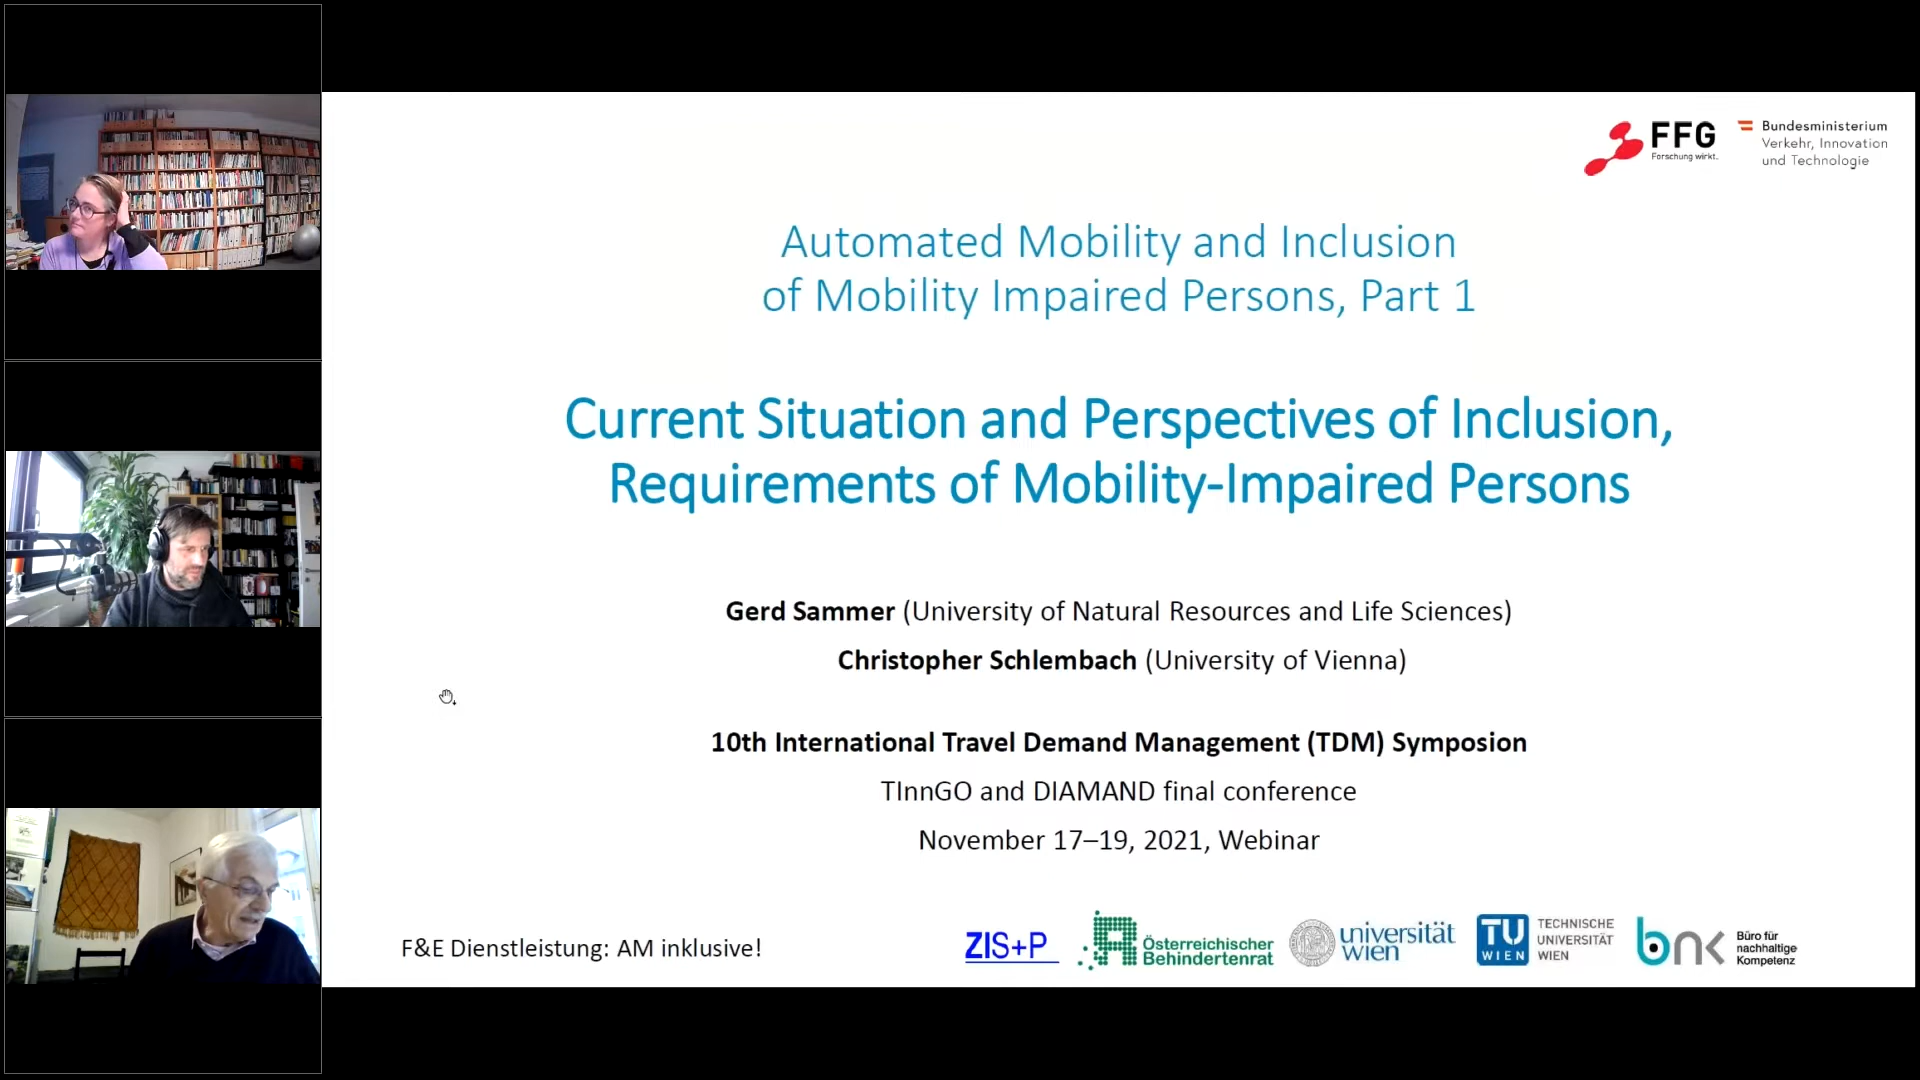 FFG
Forschung wirkt.
Bundesministerium
Verkehr, Innovation
und Technologie
Automated Mobility and Inclusion
of Mobility Impaired Persons, Part 1
Current Situation and Perspectives of Inclusion,
Requirements of Mobility-Impaired Persons
Gerd Sammer (University of Natural Resources and Life Sciences)
Christopher Schlembach (University of Vienna)
10th International Travel Demand Management (TDM) Symposion
TInnGO and DIAMAND final conference
November 17–19, 2021, Webinar
F&E Dienstleistung: AM inklusive!
ZIS+P
Österreichischer
Behindertenrat
universität
wien
TU
WIEN
TECHNISCHE
UNIVERSITÄT
WIEN
bnk
Büro für
nachhaltige
Kompetenz